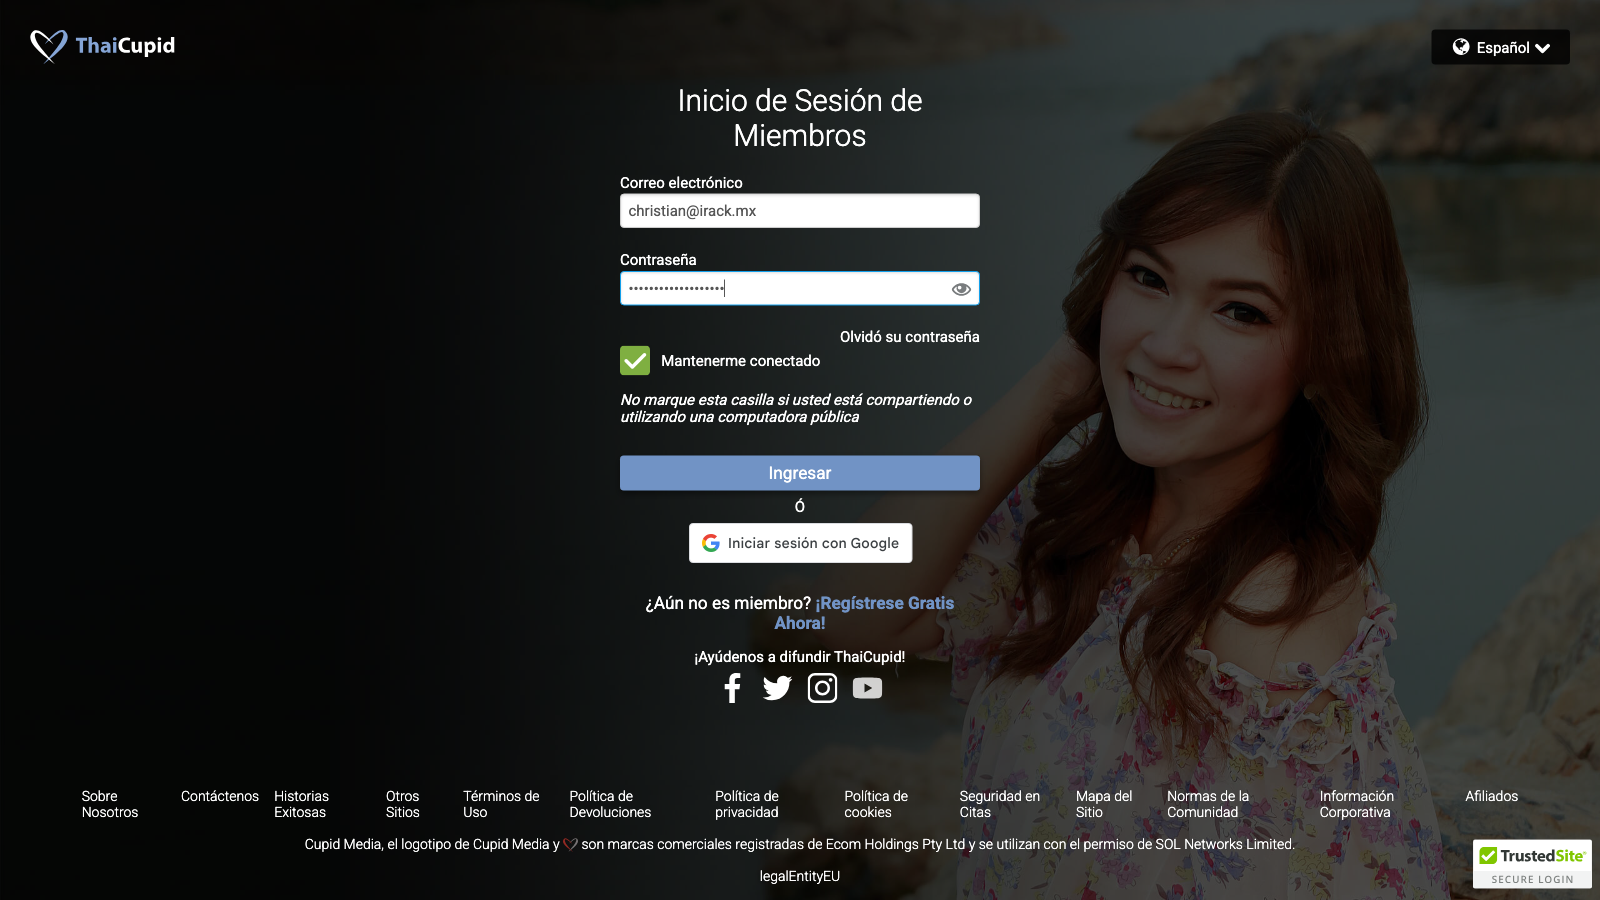 ThaiCupid
Español
Inicio de Sesión de
Miembros
Correo electrónico
christian@irack.mx
Contraseña
•••••••••••••••••••
Olvidó su contraseña
Mantenerme conectado
No marque esta casilla si usted está compartiendo o
utilizando una computadora pública
Ingresar
Ó
Iniciar sesión con Google
¿Aún no es miembro? ¡Regístrese Gratis
Ahora!
¡Ayúdenos a difundir ThaiCupid!
Sobre Nosotros
Contáctenos
Historias Exitosas
Otros Sitios
Términos de Uso
Política de Devoluciones
Política de privacidad
Política de cookies
Seguridad en Citas
Mapa del Sitio
Normas de la Comunidad
Información Corporativa
Afiliados
Cupid Media, el logotipo de Cupid Media y son marcas comerciales registradas de Ecom Holdings Pty Ltd y se utilizan con el permiso de SOL Networks Limited.
legalEntityEU
TrustedSite
SECURE LOGIN